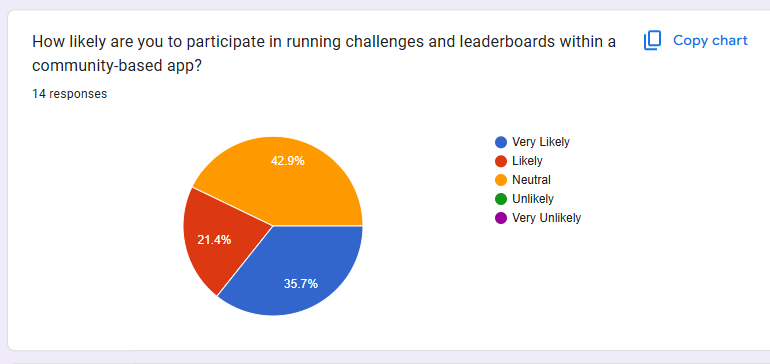 How likely are you to participate in running challenges and leaderboards within a
community-based app?
Copy chart
14 responses
42.9%
21.4%
35.7%
Very Likely
Likely
Neutral
Unlikely
Very Unlikely